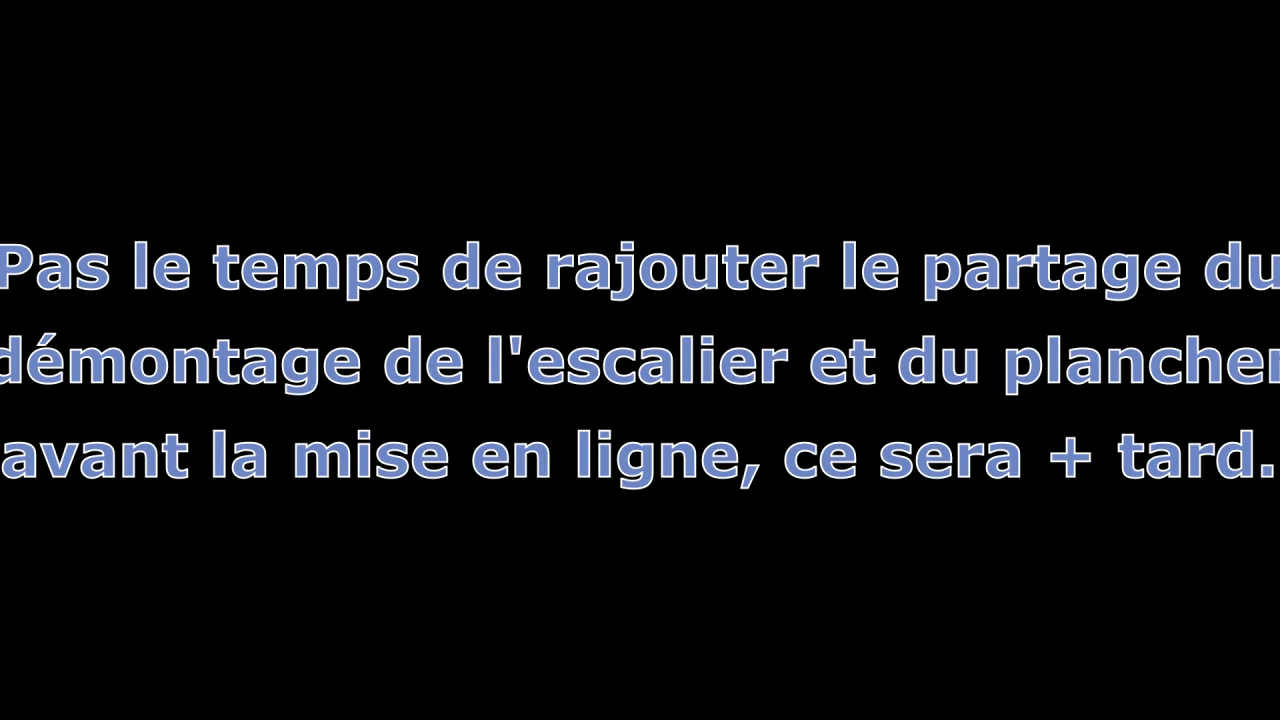 Pas le temps de rajouter le partage du
démontage de l'escalier et du plancher
avant la mise en ligne, ce sera + tard.